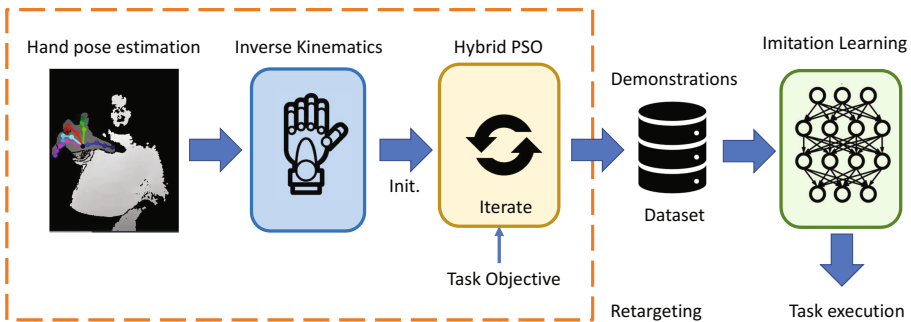 Hand pose estimation
Inverse Kinematics
Init.
Hybrid PSO
Iterate
Task Objective
Demonstrations
Dataset
Imitation Learning
Retargeting
Task execution